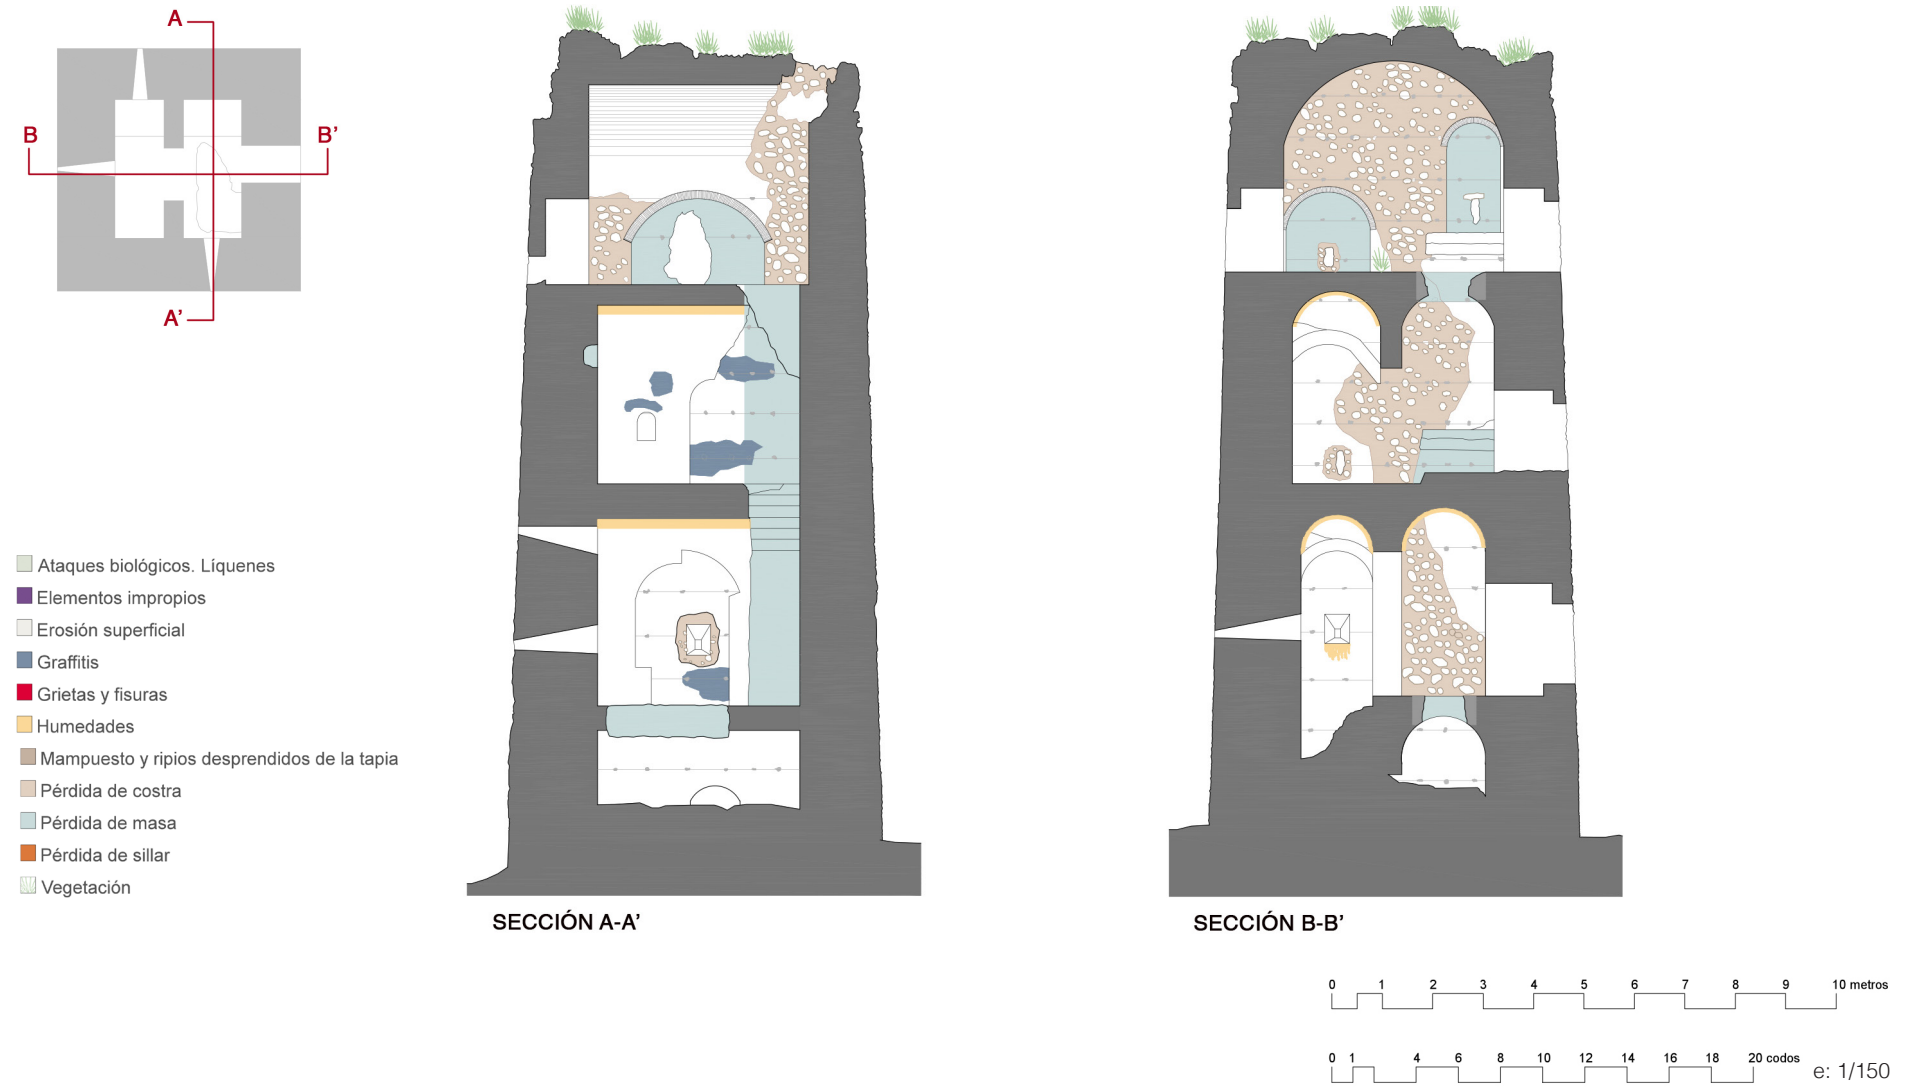 A
B
B’
A’
Ataques biológicos. Líquenes
Elementos impropios
Erosión superficial
Graffitis
Grietas y fisuras
Humedades
Mampuesto y ripios desprendidos de la tapia
Pérdida de costra
Pérdida de masa
Pérdida de sillar
Vegetación
SECCIÓN A-A’
SECCIÓN B-B’
0 1 2 3 4 5 6 7 8 9 10 metros
0 1 4 6 8 10 12 14 16 18 20 codos
e: 1/150